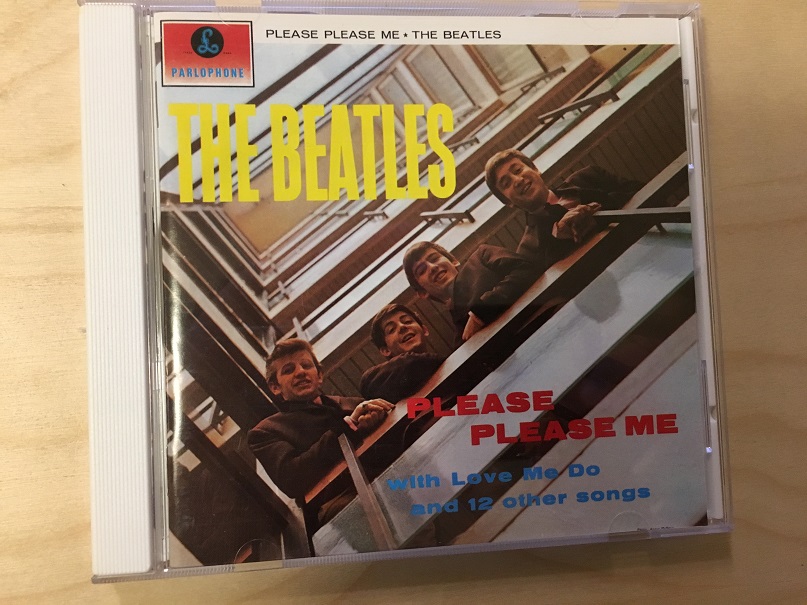 £
PARLOPHONE
PLEASE PLEASE ME ★ THE BEATLES
THE BEATLES
PLEASE
PLEASE ME
with Love Me Do
and 12 other songs